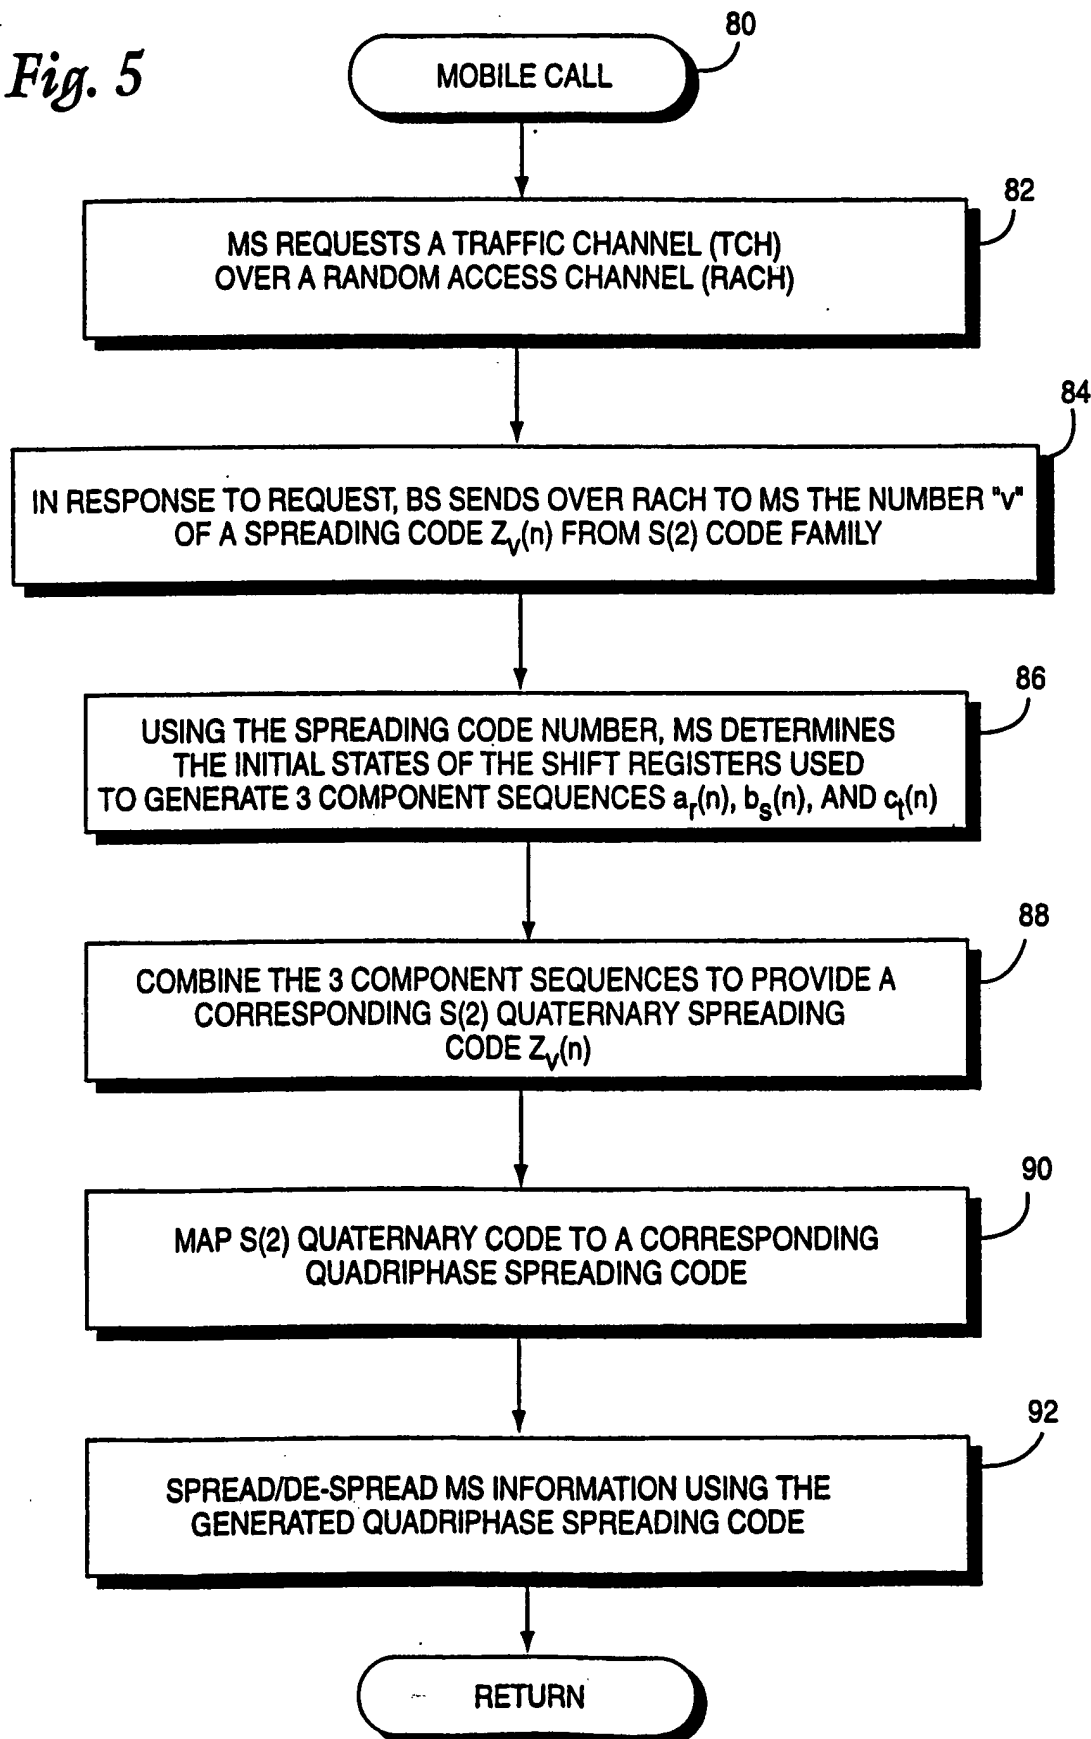 Fig. 5
80
MOBILE CALL
82
MS REQUESTS A TRAFFIC CHANNEL (TCH)
OVER A RANDOM ACCESS CHANNEL (RACH)
84
IN RESPONSE TO REQUEST, BS SENDS OVER RACH TO MS THE NUMBER "v"
OF A SPREADING CODE Zv(n) FROM S(2) CODE FAMILY
86
USING THE SPREADING CODE NUMBER, MS DETERMINES
THE INITIAL STATES OF THE SHIFT REGISTERS USED
TO GENERATE 3 COMPONENT SEQUENCES ar(n), bs(n), AND ct(n)
88
COMBINE THE 3 COMPONENT SEQUENCES TO PROVIDE A
CORRESPONDING S(2) QUATERNARY SPREADING
CODE Zv(n)
90
MAP S(2) QUATERNARY CODE TO A CORRESPONDING
QUADRIPHASE SPREADING CODE
92
SPREAD/DE-SPREAD MS INFORMATION USING THE
GENERATED QUADRIPHASE SPREADING CODE
RETURN